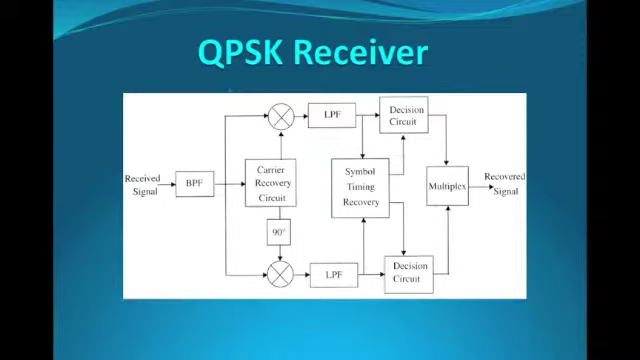 QPSK Receiver
LPF
Decision
Circuit
Received
Signal
BPF
Carrier
Recovery
Circuit
Symbol
Timing
Recovery
Multiplex
Recovered
Signal
90°
LPF
Decision
Circuit